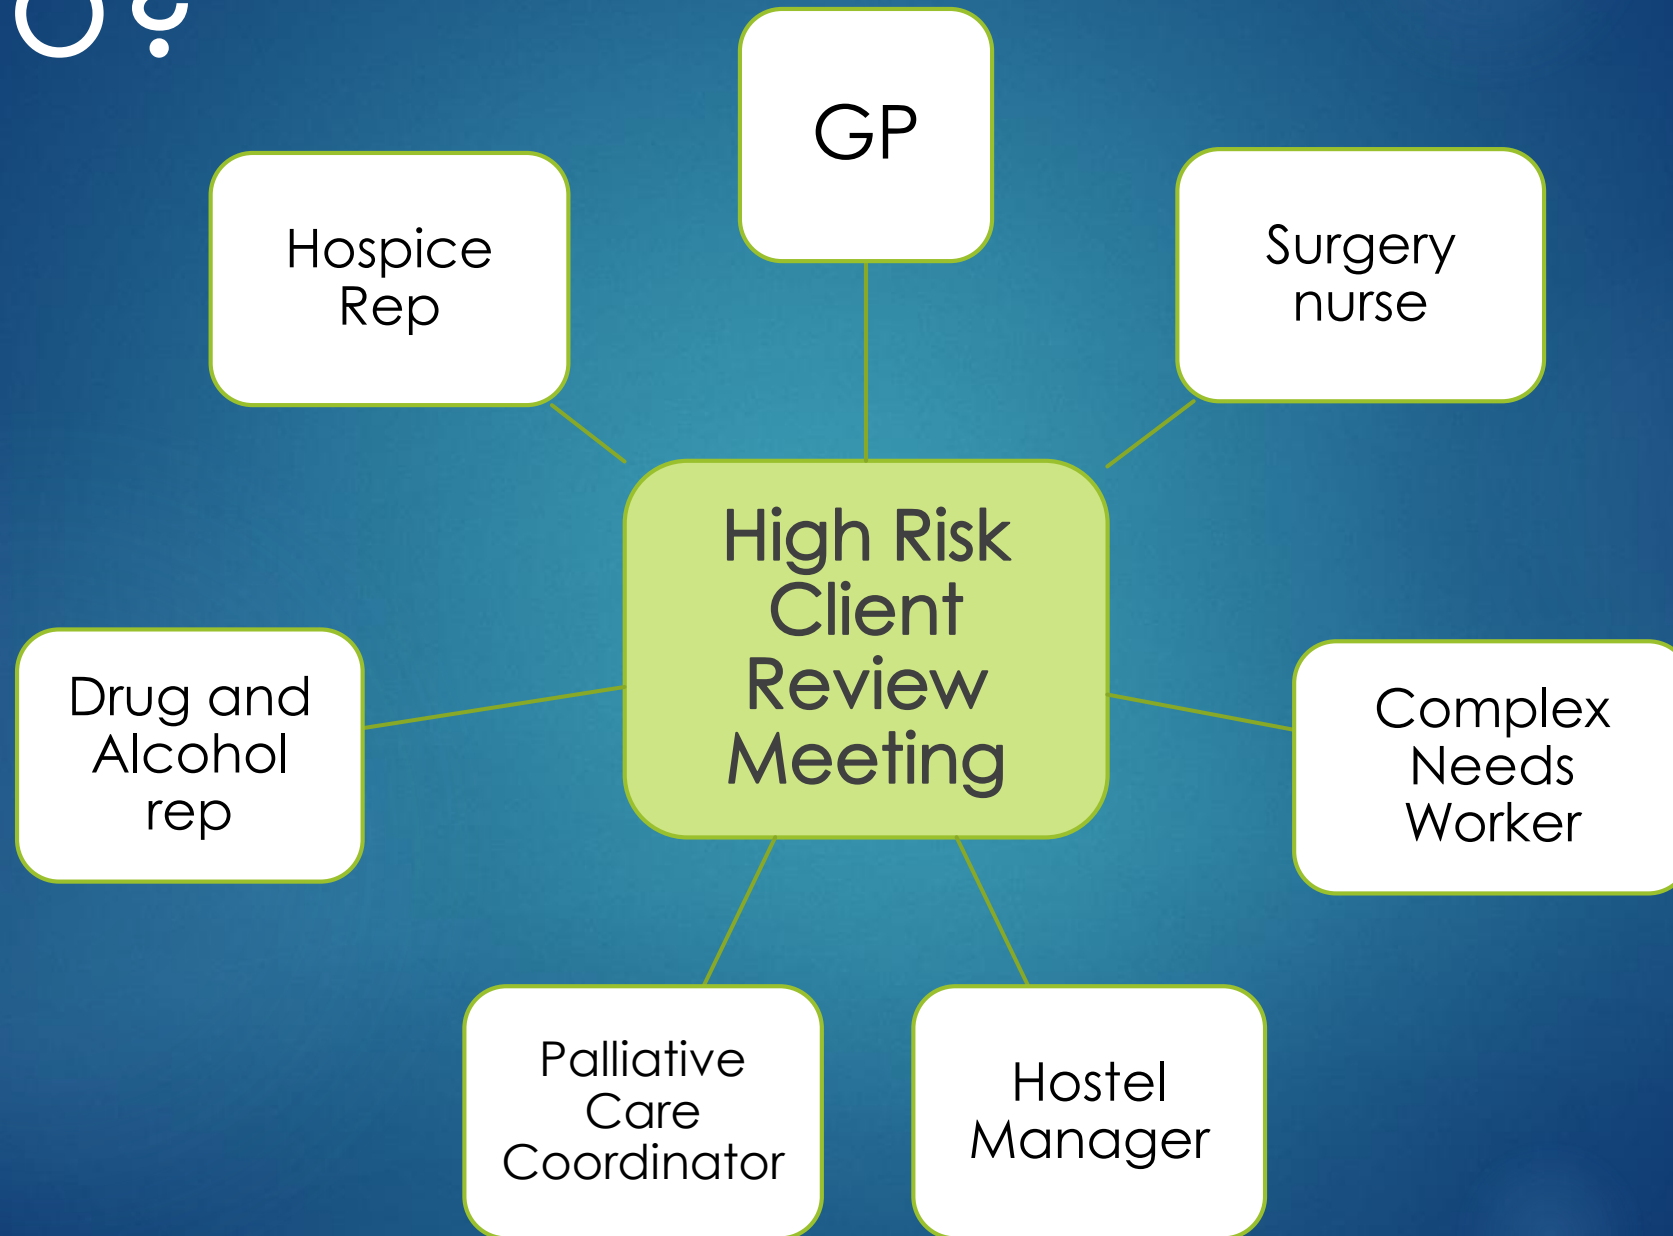 O?
GP
Hospice
Rep
Surgery
nurse
High Risk
Client
Review
Meeting
Drug and
Alcohol
rep
Complex
Needs
Worker
Palliative
Care
Coordinator
Hostel
Manager